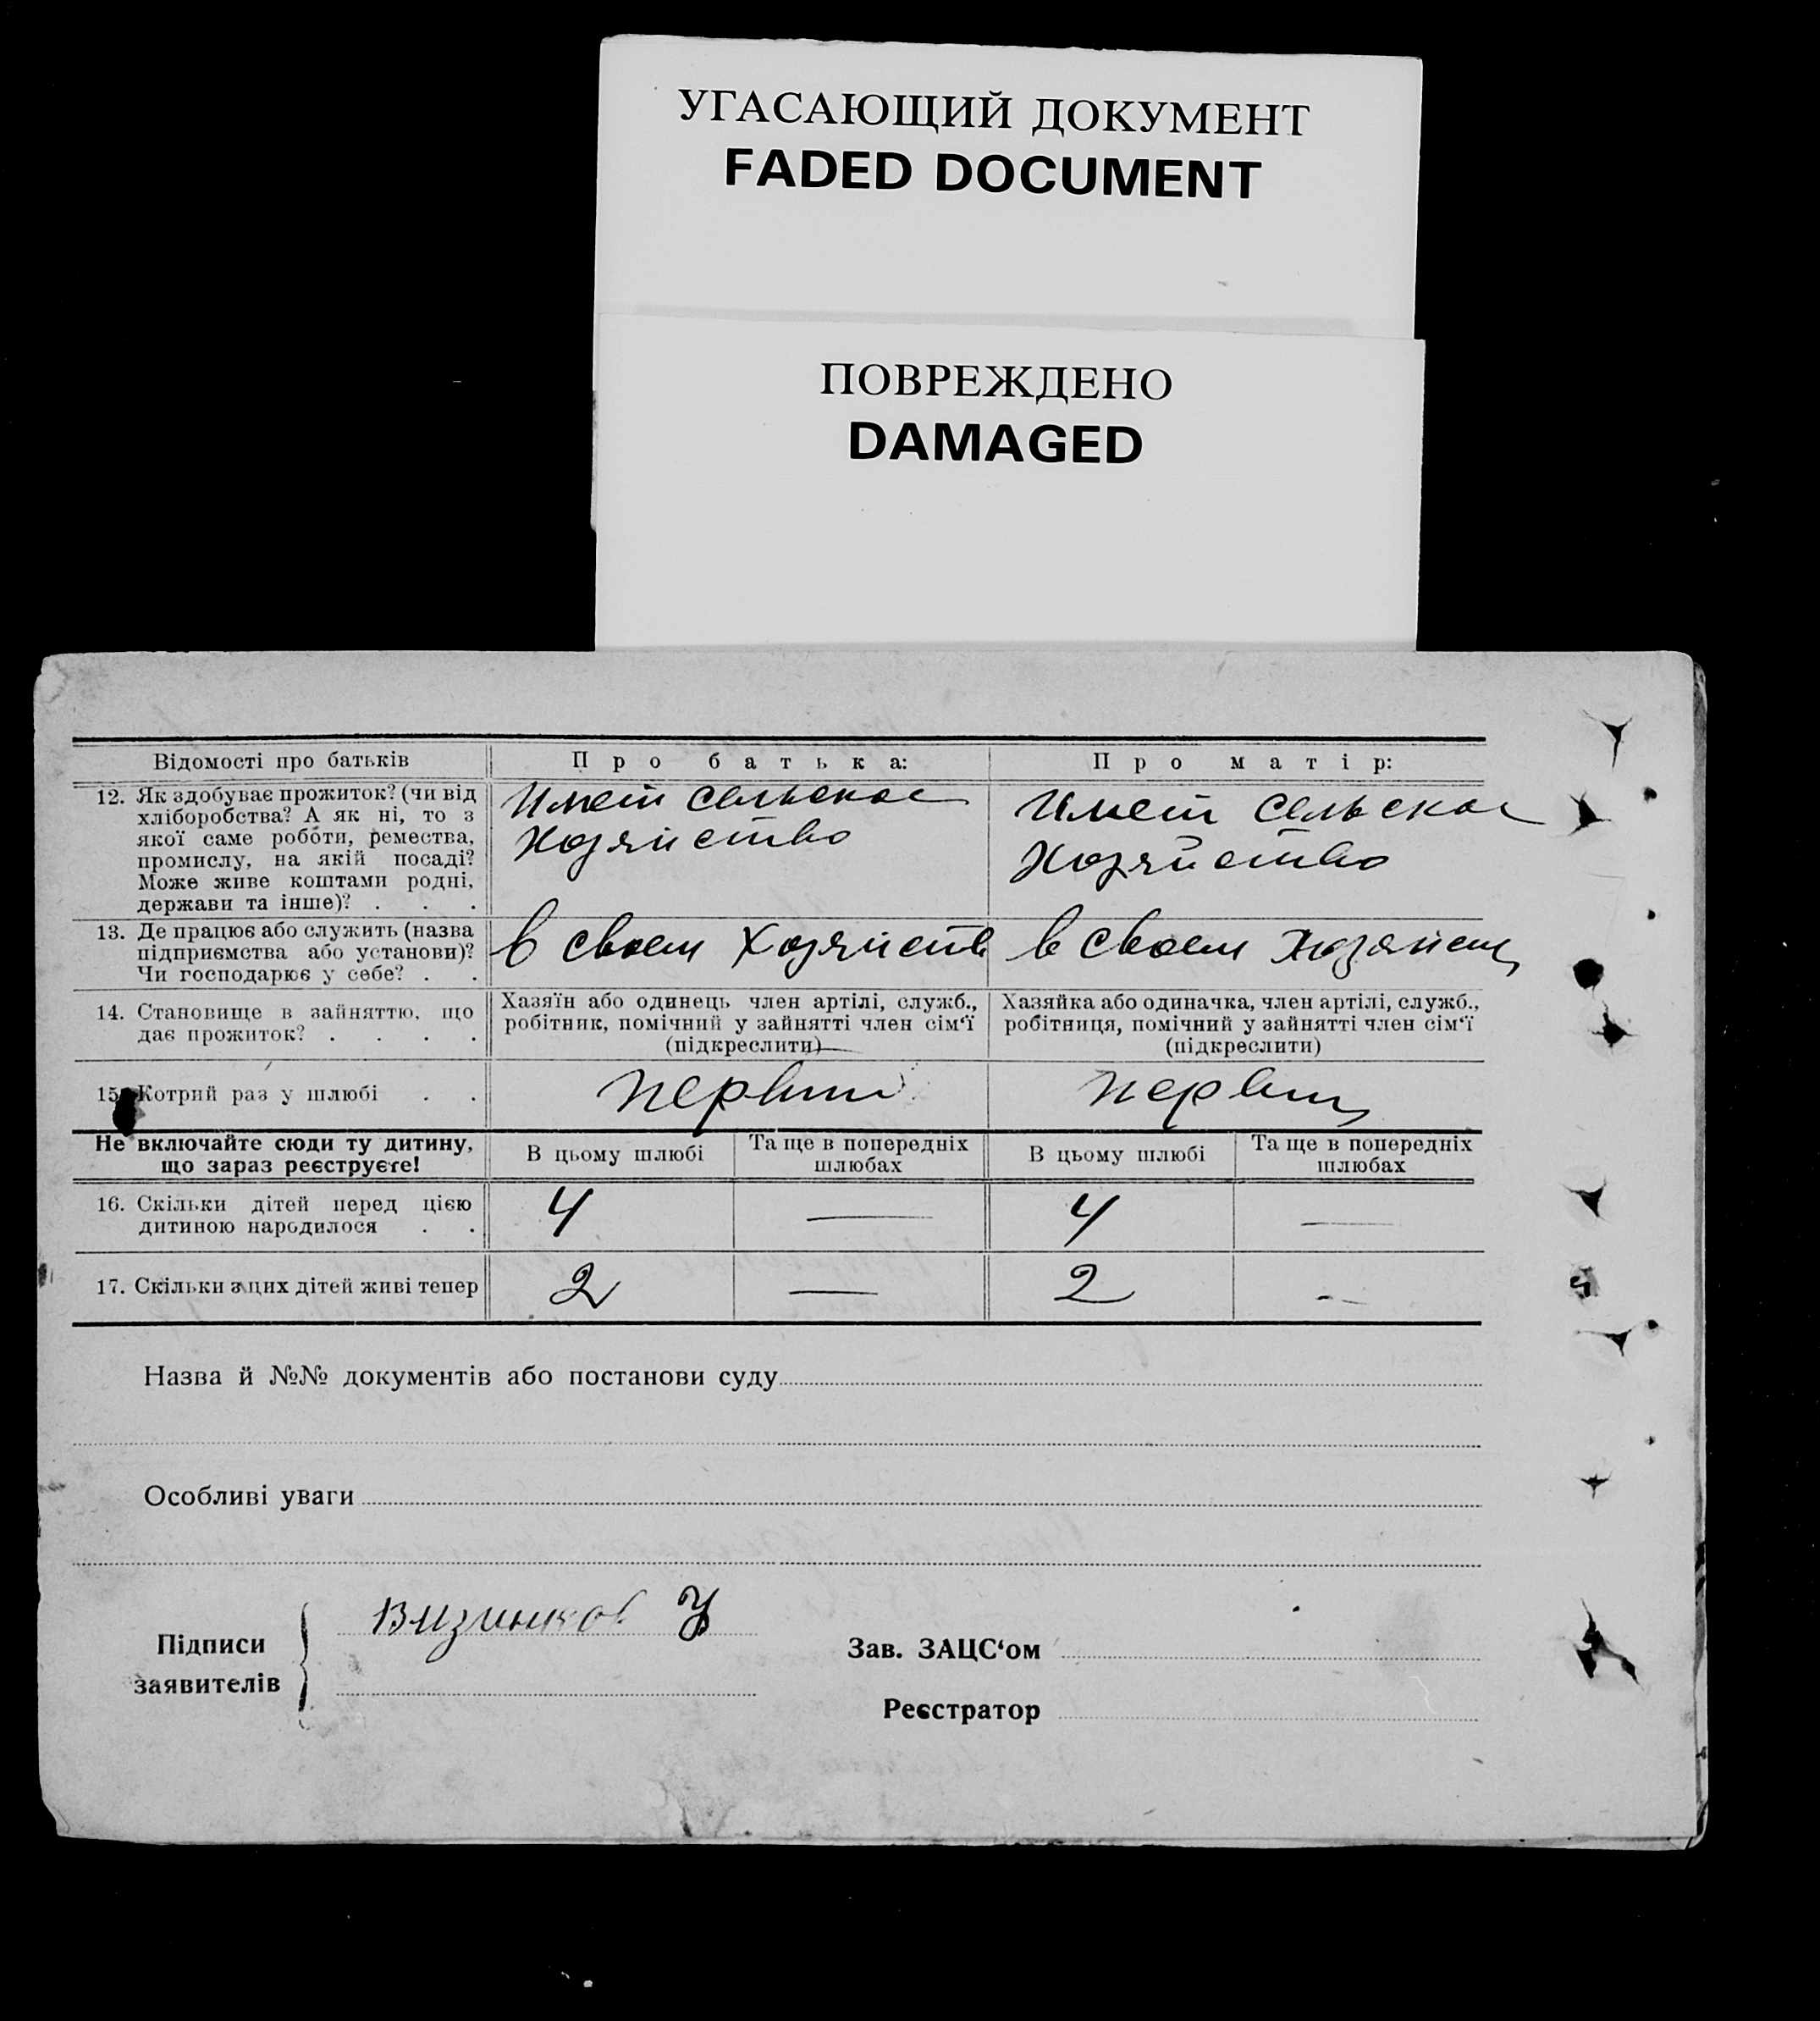 УГАСАЮЩИЙ ДОКУМЕНТ
FADED DOCUMENT
ПОВРЕЖДЕНО
DAMAGED
Відомості про батьків
Про батька:
Про матір:
12. Як здобуває прожиток? (чи від
хліборобства? А як ні, то з
якої саме роботи, ремества,
промислу, на якій посаді?
Може живе коштами родні,
держави та інше)? . . .
Имеет сельское
Хозяйство
Имеет сельское
Хозяйство
13. Де працює або служить (назва
підприємства або установи)?
Чи господарює у себе? . .
в своем Хозяйств
в своем
14. Становище в зайняттю, що
дає прожиток? . . . .
Хазяїн або одинець член артілі, служб.,
робітник, помічний у зайнятті член сім‘ї
(підкреслити)
Хазяйка або одиначка, член артілі, служб.,
робітниця, помічний у зайнятті член сім‘ї
(підкреслити)
15. Котрий раз у шлюбі . .
первый
Не включайте сюди ту дитину,
що зараз реєструєте!
В цьому шлюбі
Та ще в попередніх
шлюбах
В цьому шлюбі
Та ще в попередніх
шлюбах
16. Скільки дітей перед цією
дитиною народилося . .
4 — 4 —
17. Скільки з цих дітей живі тепер
2 — 2 —
Назва й №№ документів або постанови суду
Особливі уваги
Підписи
заявителів
Зав. ЗАЦС‘ом
Реєстратор